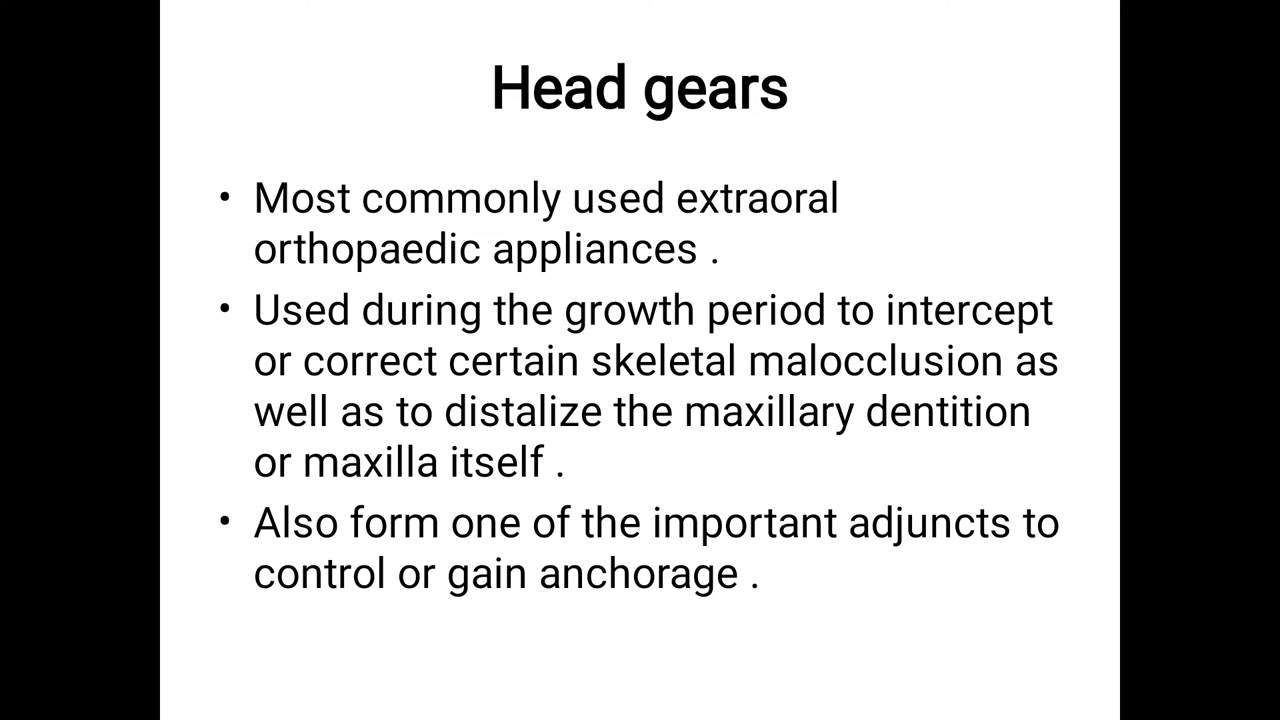 Head gears
• Most commonly used extraoral
orthopaedic appliances .
• Used during the growth period to intercept
or correct certain skeletal malocclusion as
well as to distalize the maxillary dentition
or maxilla itself .
• Also form one of the important adjuncts to
control or gain anchorage .